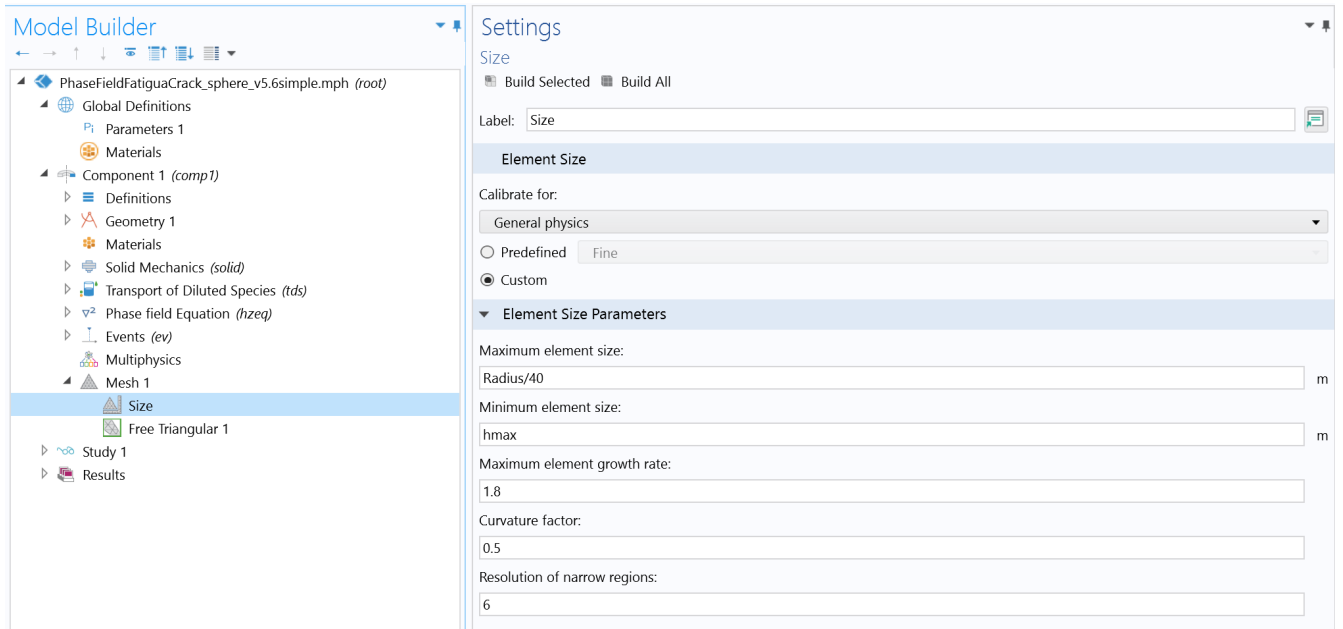 Model Builder
PhaseFieldFatiguaCrack_sphere_v5.6simple.mph (root)
Global Definitions
Pi Parameters 1
Materials
Component 1 (comp1)
Definitions
Geometry 1
Materials
Solid Mechanics (solid)
Transport of Diluted Species (tds)
∇² Phase field Equation (hzeq)
Events (ev)
Multiphysics
Mesh 1
Size
Free Triangular 1
Study 1
Results
Settings
Size
Build Selected Build All
Label: Size
Element Size
Calibrate for:
General physics
Predefined Fine
Custom
Element Size Parameters
Maximum element size:
Radius/40 m
Minimum element size:
hmax m
Maximum element growth rate:
1.8
Curvature factor:
0.5
Resolution of narrow regions:
6